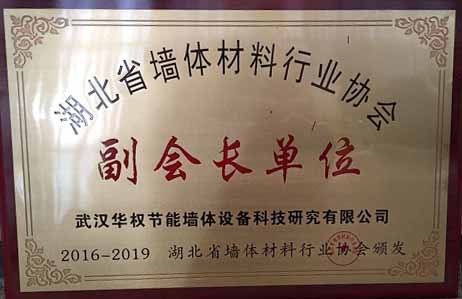 湖北省墙体材料行业协会
副会长单位
武汉华权节能墙体设备科技研究有限公司
2016-2019 湖北省墙体材料行业协会颁发